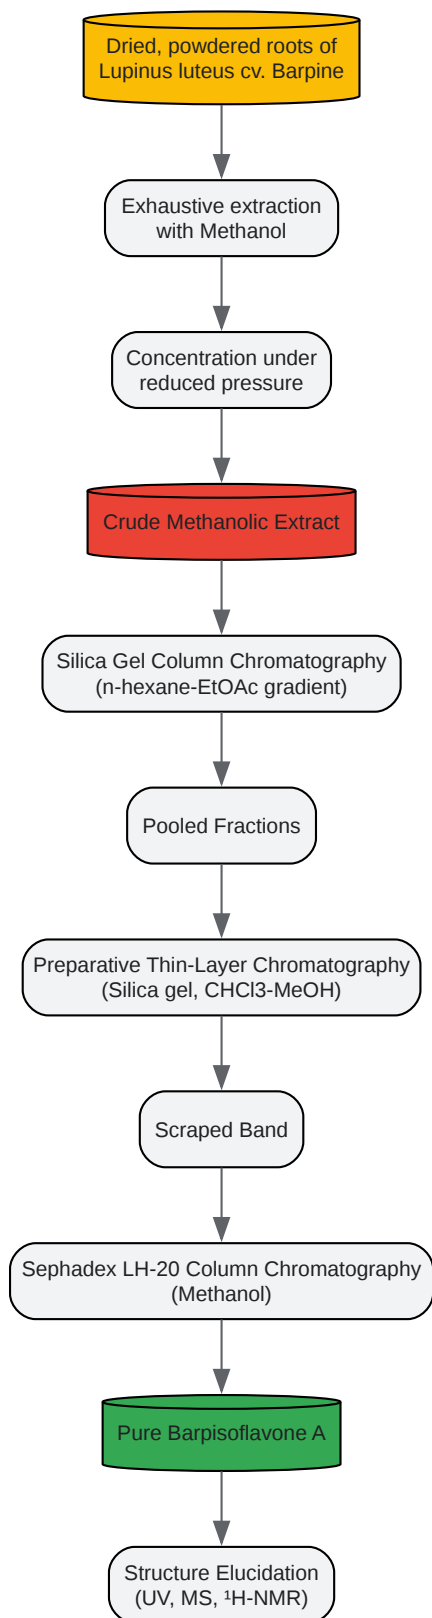 Dried, powdered roots of
Lupinus luteus cv. Barpine
Exhaustive extraction
with Methanol
Concentration under
reduced pressure
Crude Methanolic Extract
Silica Gel Column Chromatography
(n-hexane-EtOAc gradient)
Pooled Fractions
Preparative Thin-Layer Chromatography
(Silica gel, CHCl3-MeOH)
Scraped Band
Sephadex LH-20 Column Chromatography
(Methanol)
Pure Barpisoflavone A
Structure Elucidation
(UV, MS, ¹H-NMR)